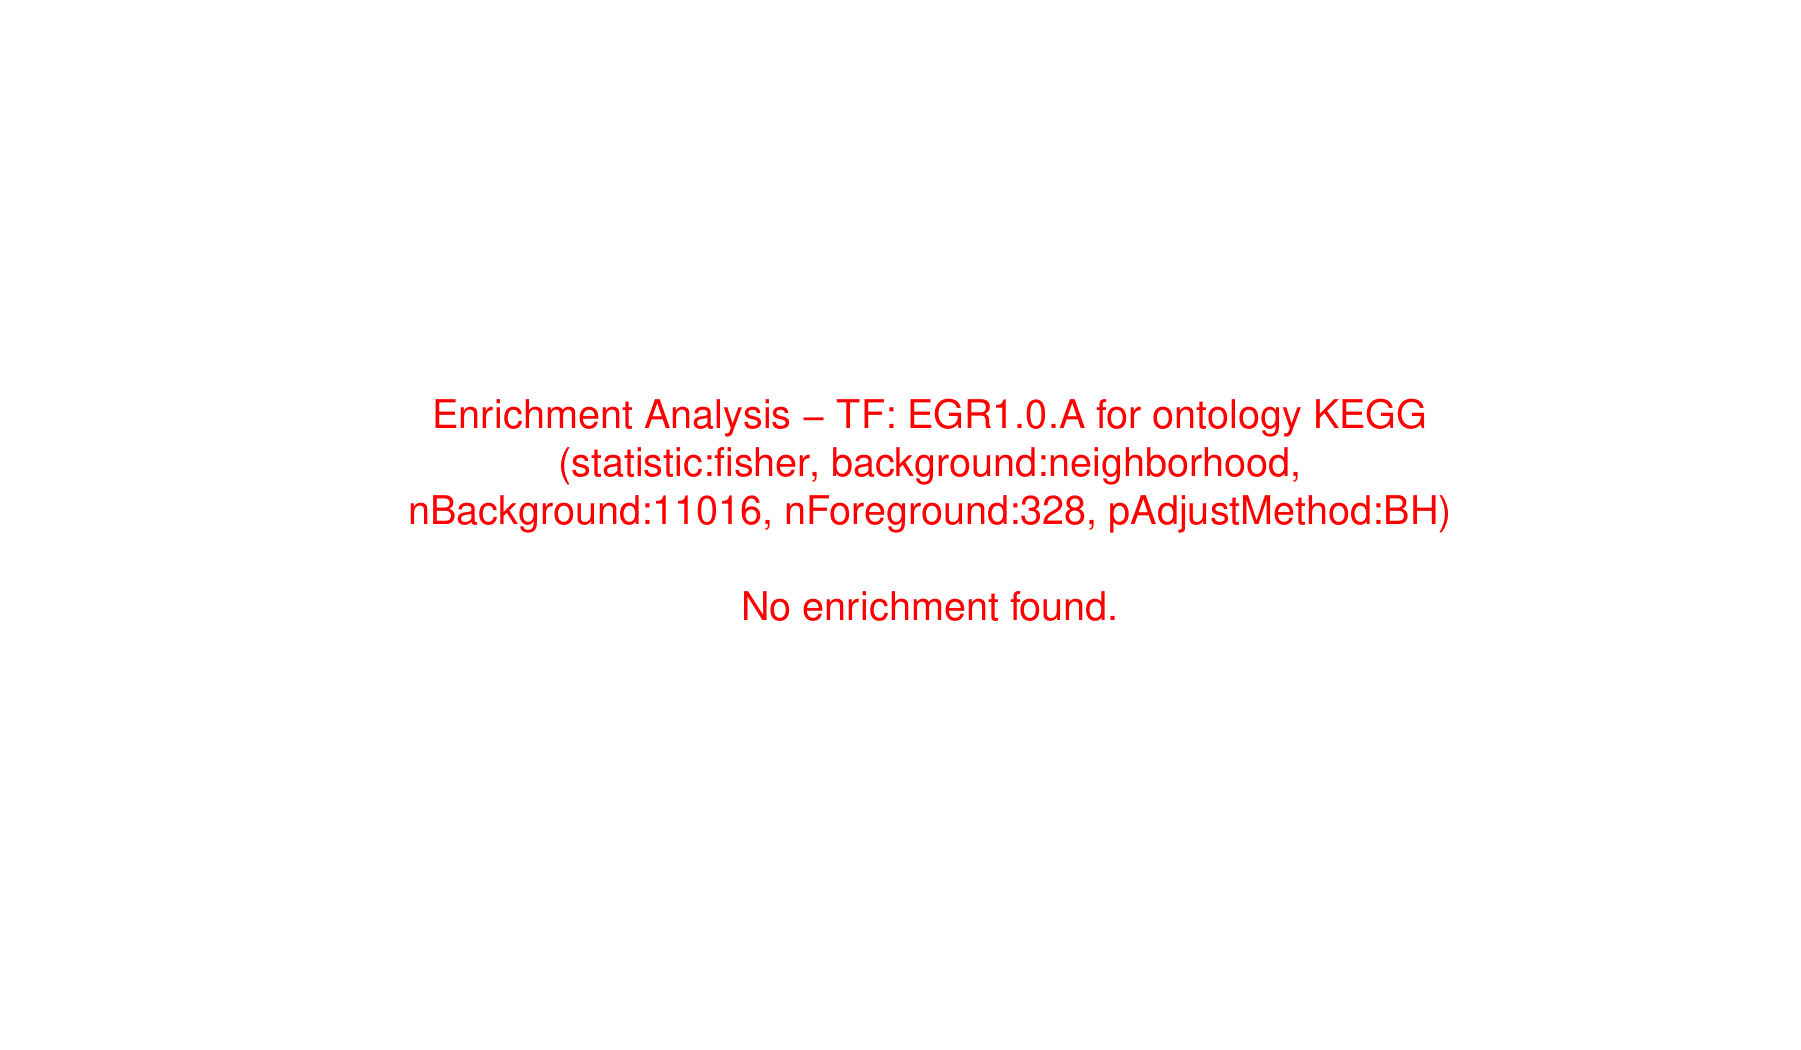 Enrichment Analysis − TF: EGR1.0.A for ontology KEGG
(statistic:fisher, background:neighborhood,
nBackground:11016, nForeground:328, pAdjustMethod:BH)
No enrichment found.